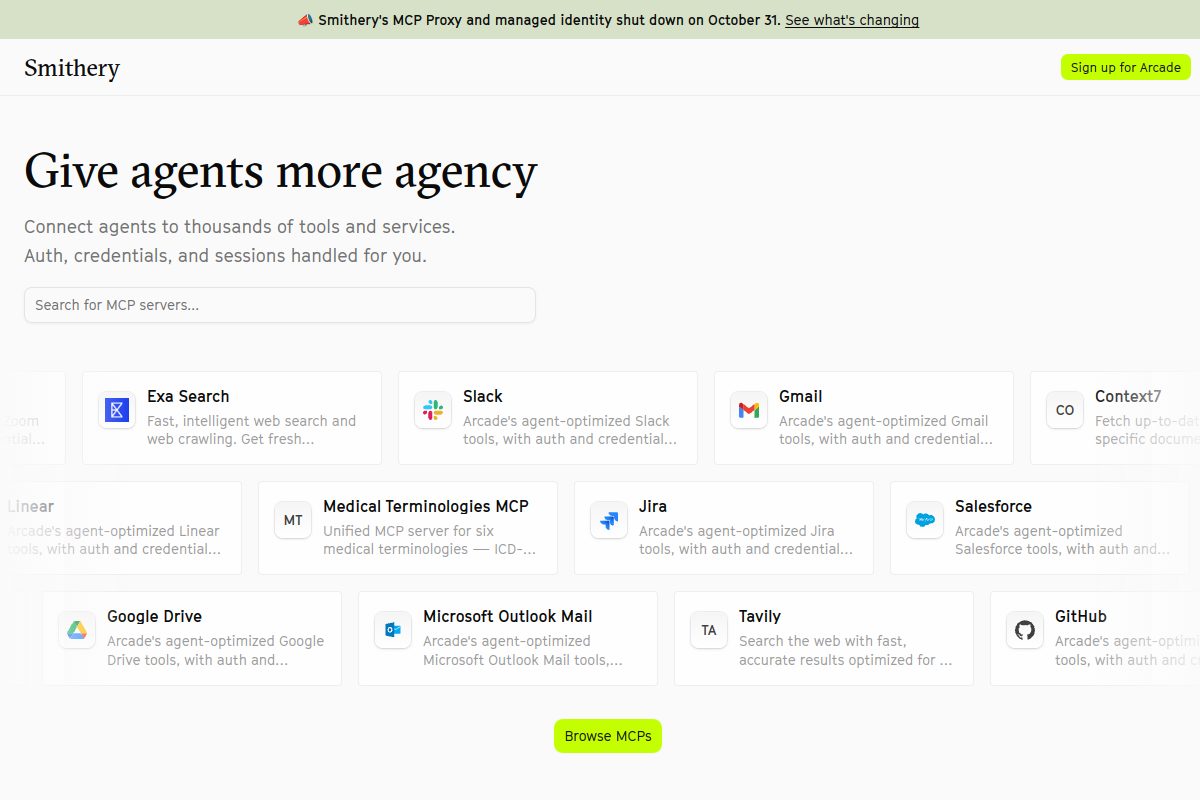 📣 Smithery's MCP Proxy and managed identity shut down on October 31. See what's changing
Smithery
Sign up for Arcade
Give agents more agency
Connect agents to thousands of tools and services.
Auth, credentials, and sessions handled for you.
Search for MCP servers...
Exa Search
Fast, intelligent web search and
web crawling. Get fresh...
Slack
Arcade's agent-optimized Slack
tools, with auth and credential...
Gmail
Arcade's agent-optimized Gmail
tools, with auth and credential...
CO
Context7
Fetch up-to-dat
specific docume
Linear
Arcade's agent-optimized Linear
tools, with auth and credential...
MT
Medical Terminologies MCP
Unified MCP server for six
medical terminologies — ICD-...
Jira
Arcade's agent-optimized Jira
tools, with auth and credential...
Salesforce
Arcade's agent-optimized
Salesforce tools, with auth and...
Google Drive
Arcade's agent-optimized Google
Drive tools, with auth and...
Microsoft Outlook Mail
Arcade's agent-optimized
Microsoft Outlook Mail tools,...
TA
Tavily
Search the web with fast,
accurate results optimized for ...
GitHub
Arcade's agent-optimi
tools, with auth and c
Browse MCPs